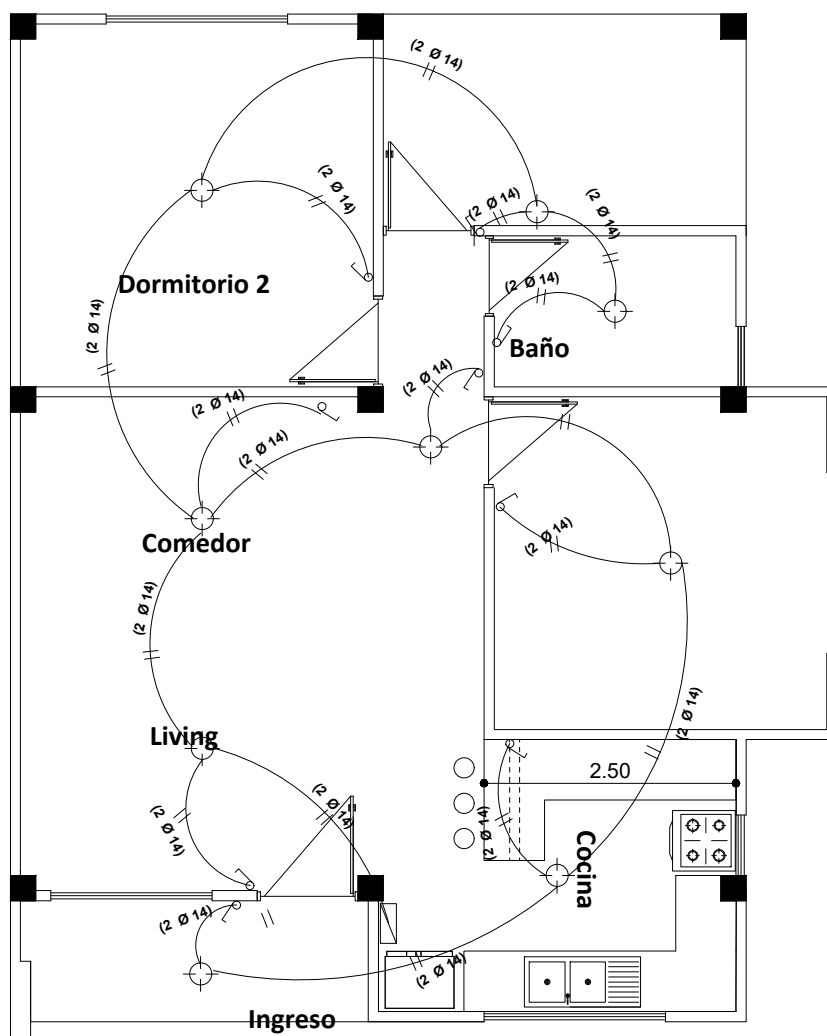 (2 Ø 14)
(2 Ø 14)
(2 Ø 14)
(2 Ø 14)
(2 Ø 14)
Dormitorio 2
(2 Ø 14)
Baño
(2 Ø 14)
(2 Ø 14)
(2 Ø 14)
(2 Ø 14)
Comedor
(2 Ø 14)
(2 Ø 14)
Living
2.50
(2 Ø 14)
(2 Ø 14)
(2 Ø 14)
Cocina
(2 Ø 14)
(2 Ø 14)
Ingreso